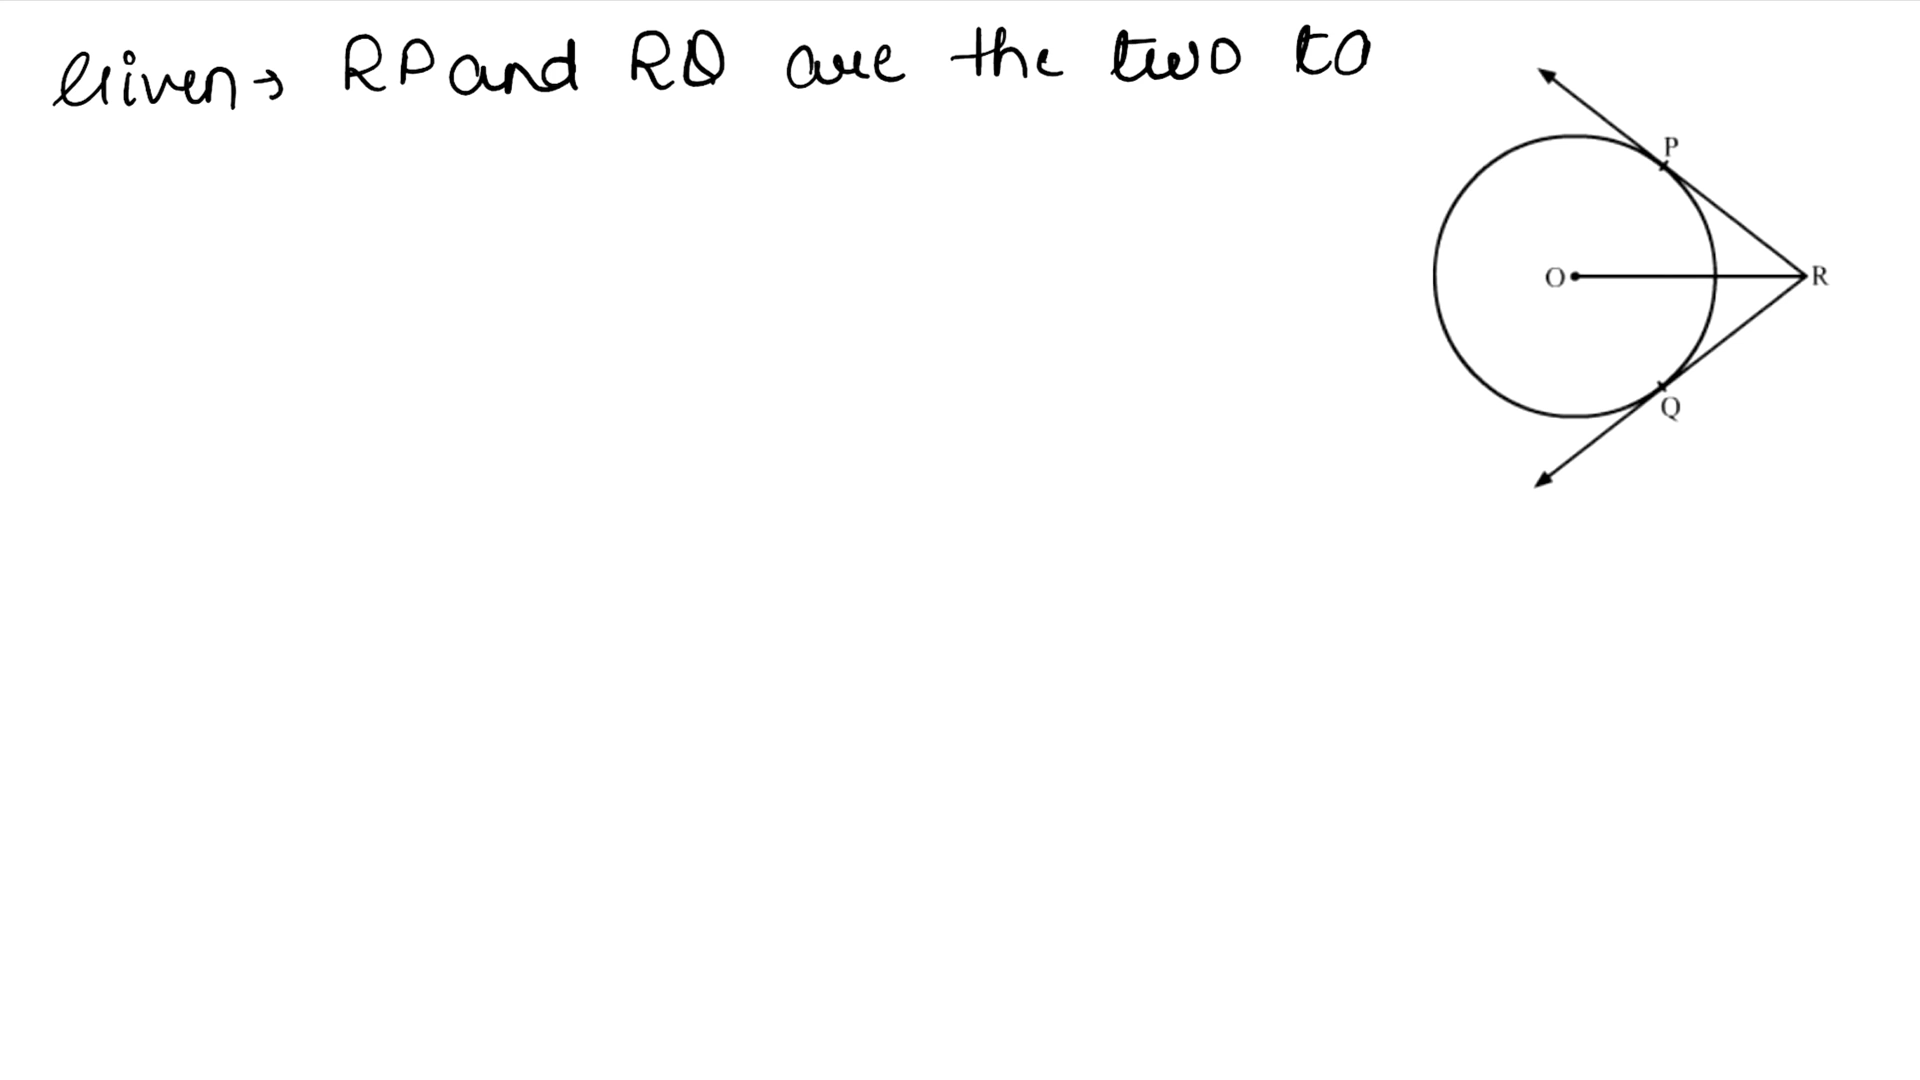 Given → RP and RQ are the two to
P
O
R
Q